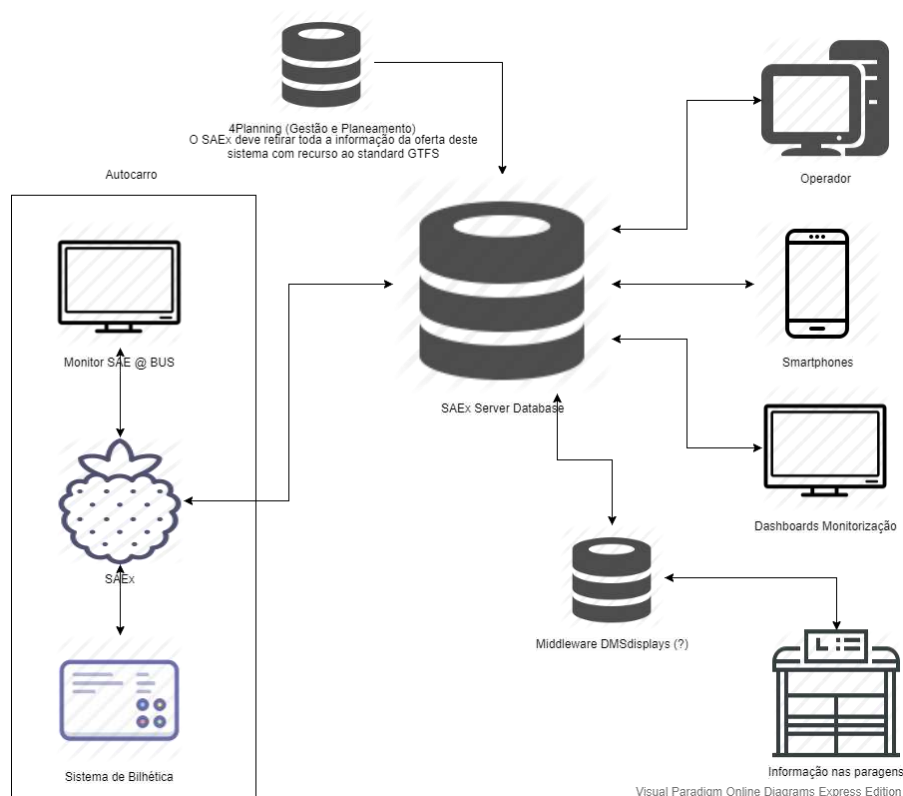 4Planning (Gestão e Planeamento)
O SAEx deve retirar toda a informação da oferta deste
sistema com recurso ao standard GTFS
Autocarro
Operador
Monitor SAE @ BUS
Smartphones
SAEx Server Database
Dashboards Monitorização
SAEx
Middleware DMSdisplays (?)
Sistema de Bilhética
Informação nas paragens
Visual Paradigm Online Diagrams Express Edition